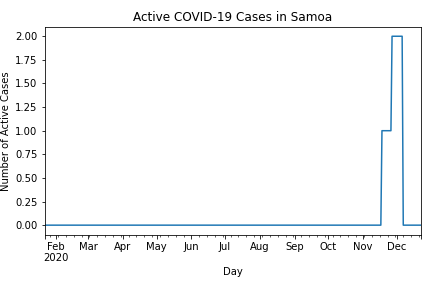 Active COVID-19 Cases in Samoa
Number of Active Cases
2.00
1.75
1.50
1.25
1.00
0.75
0.50
0.25
0.00
Feb Mar Apr May Jun Jul Aug Sep Oct Nov Dec
2020
Day